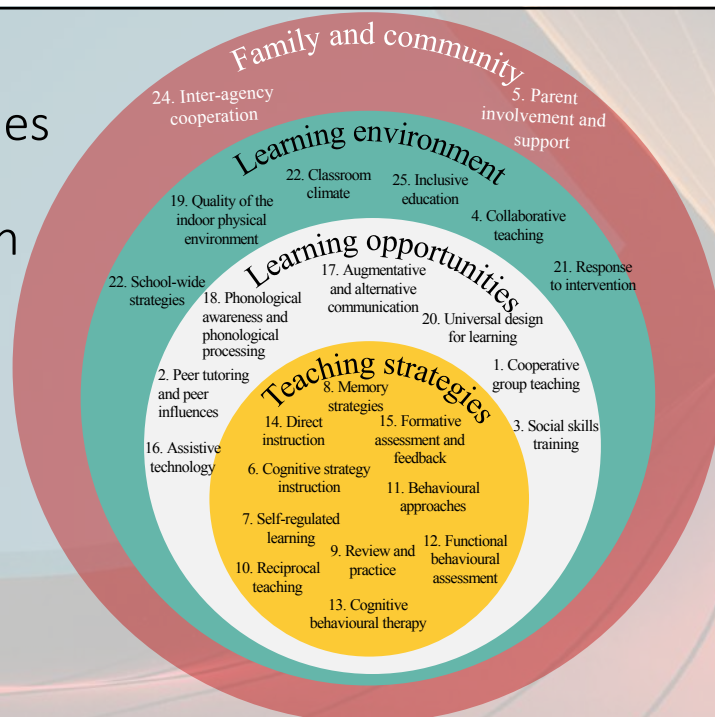 es
n
Family and community
24. Inter-agency
cooperation
5. Parent
involvement and
support
Learning environment
22. Classroom
climate
25. Inclusive
education
19. Quality of the
indoor physical
environment
4. Collaborative
teaching
21. Response
to intervention
22. School-wide
strategies
Learning opportunities
17. Augmentative
and alternative
communication
18. Phonological
awareness and
phonological
processing
20. Universal design
for learning
2. Peer tutoring
and peer
influences
1. Cooperative
group teaching
16. Assistive
technology
3. Social skills
training
Teaching strategies
8. Memory
strategies
14. Direct
instruction
15. Formative
assessment and
feedback
6. Cognitive strategy
instruction
11. Behavioural
approaches
7. Self-regulated
learning
9. Review and
practice
12. Functional
behavioural
assessment
10. Reciprocal
teaching
13. Cognitive
behavioural therapy